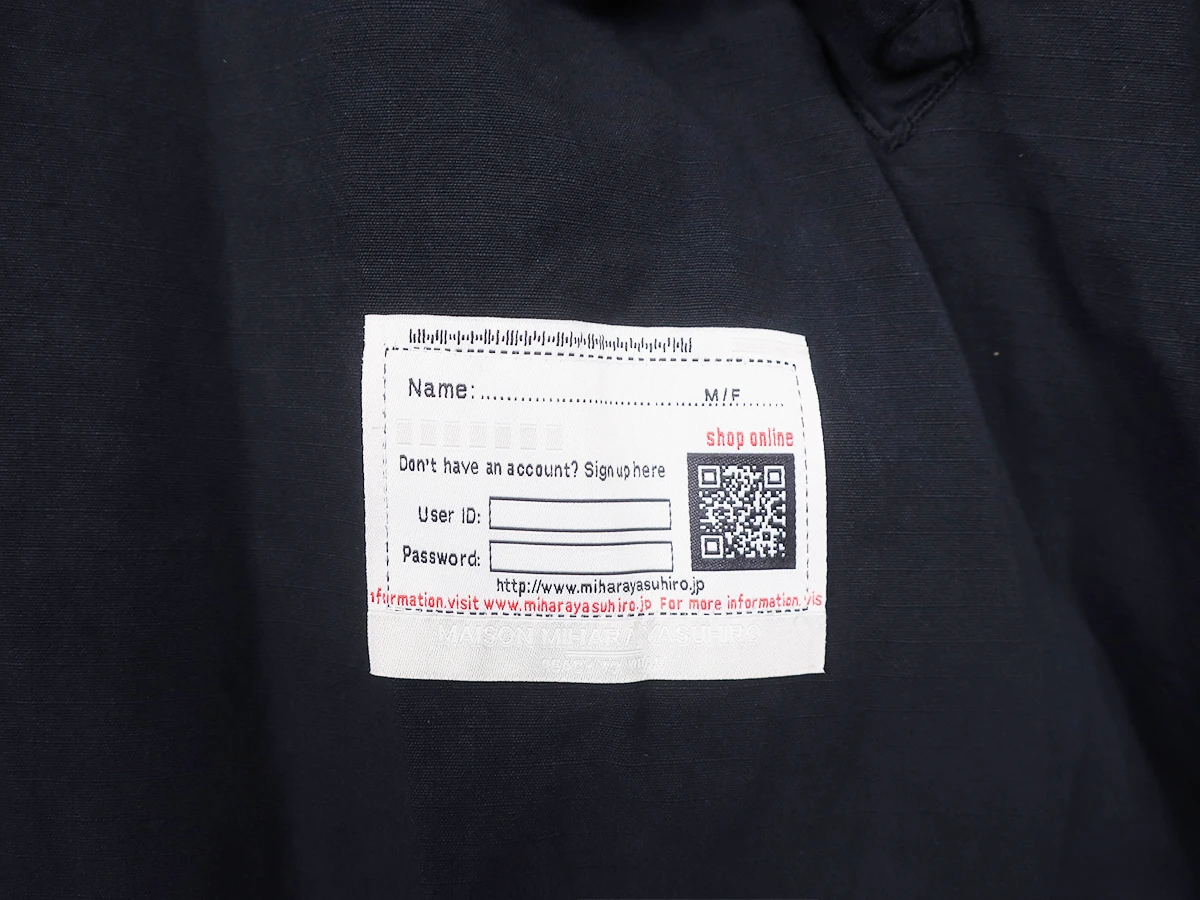 Name:.......................................M/F......
shop online
Don't have an account? Sign up here
User ID:
Password:
http://www.miharayasuhiro.jp
nformation,visit www.miharayasuhiro.jp For more information, vis
MAISON MIHARA YASUHIRO